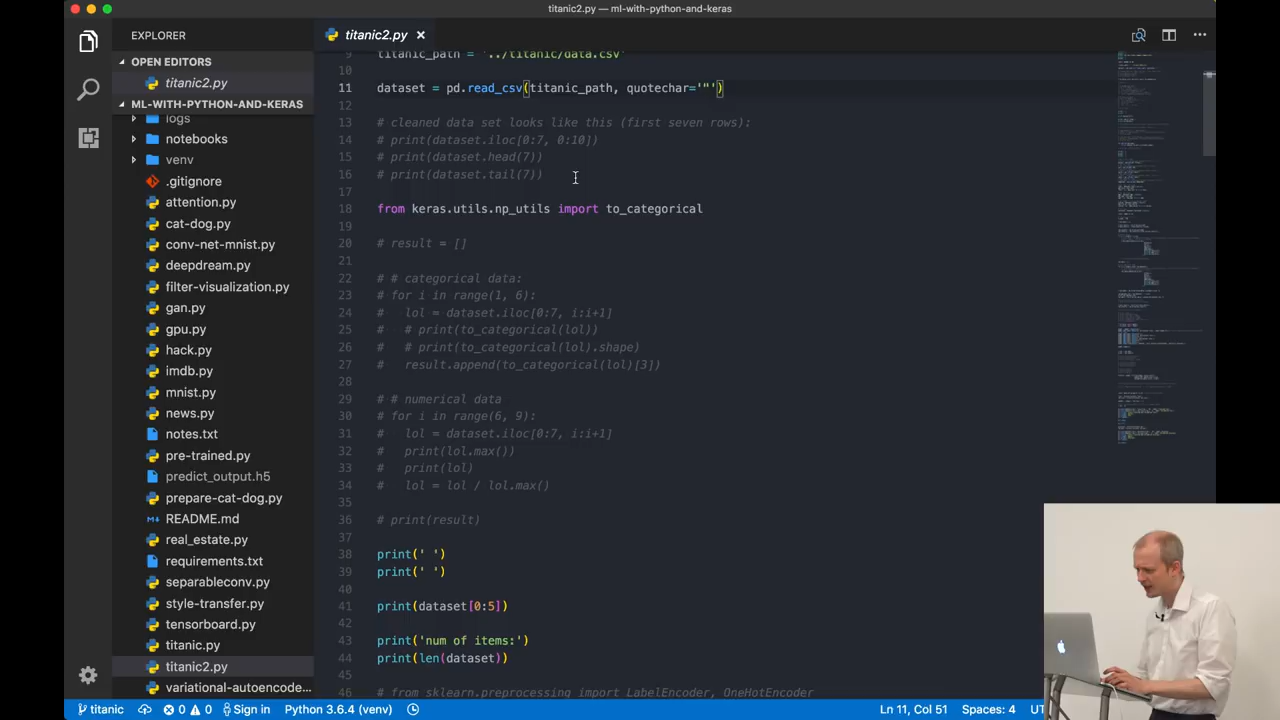 titanic2.py — ml-with-python-and-keras
EXPLORER
titanic2.py ×
OPEN EDITORS
titanic2.py
ML-WITH-PYTHON-AND-KERAS
logs
notebooks
venv
.gitignore
attention.py
cat-dog.py
conv-net-mnist.py
deepdream.py
filter-visualization.py
gan.py
gpu.py
hack.py
imdb.py
mnist.py
news.py
notes.txt
pre-trained.py
predict_output.h5
prepare-cat-dog.py
README.md
real_estate.py
requirements.txt
separableconv.py
style-transfer.py
tensorboard.py
titanic.py
titanic2.py
variational-autoencode...
9 titanic_path = '../titanic/data.csv'
10
11 dataset = pd.read_csv(titanic_path, quotechar='"')
12
13 # cleaned data set looks like this (first seven rows):
14 # print(dataset.iloc[0:7, 0:10])
15 # print(dataset.head(7))
16 # print(dataset.tail(7))
17
18 from keras.utils.np_utils import to_categorical
19
20 # result = []
21
22 # # categorical data:
23 # for i in range(1, 6):
24 #   lol = dataset.iloc[0:7, i:i+1]
25 #   # print(to_categorical(lol))
26 #   # print(to_categorical(lol).shape)
27 #   result.append(to_categorical(lol)[3])
28
29 # # numerical data
30 # for i in range(6, 9):
31 #   lol = dataset.iloc[0:7, i:i+1]
32 #   print(lol.max())
33 #   print(lol)
34 #   lol = lol / lol.max()
35
36 # print(result)
37
38 print(' ')
39 print(' ')
40
41 print(dataset[0:5])
42
43 print('num of items:')
44 print(len(dataset))
45
46 # from sklearn.preprocessing import LabelEncoder, OneHotEncoder
titanic 0 0 Sign in Python 3.6.4 (venv) Ln 11, Col 51 Spaces: 4